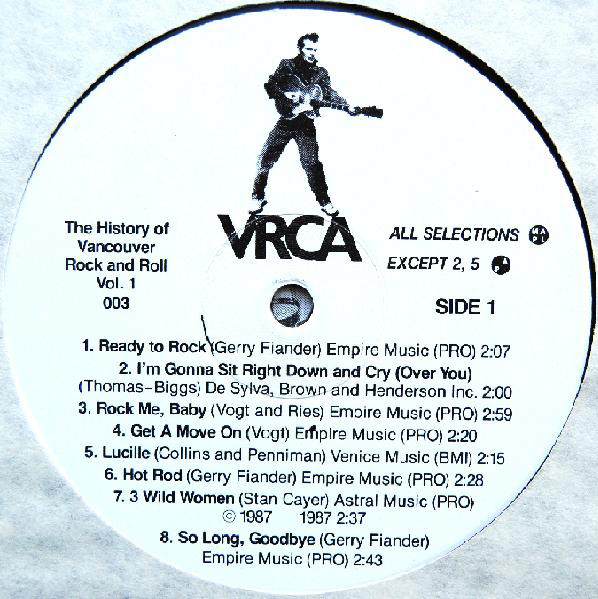 VRCA
The History of
Vancouver
Rock and Roll
Vol. 1
003
ALL SELECTIONS
EXCEPT 2, 5
SIDE 1
1. Ready to Rock (Gerry Fiander) Empire Music (PRO) 2:07
2. I'm Gonna Sit Right Down and Cry (Over You)
(Thomas-Biggs) De Sylva, Brown and Henderson Inc. 2:00
3. Rock Me, Baby (Vogt and Ries) Empire Music (PRO) 2:59
4. Get A Move On (Vogt) Empire Music (PRO) 2:20
5. Lucille (Collins and Penniman) Venice Music (BMI) 2:15
6. Hot Rod (Gerry Fiander) Empire Music (PRO) 2:28
7. 3 Wild Women (Stan Cayer) Astral Music (PRO)
© 1987 1987 2:37
8. So Long, Goodbye (Gerry Fiander)
Empire Music (PRO) 2:43